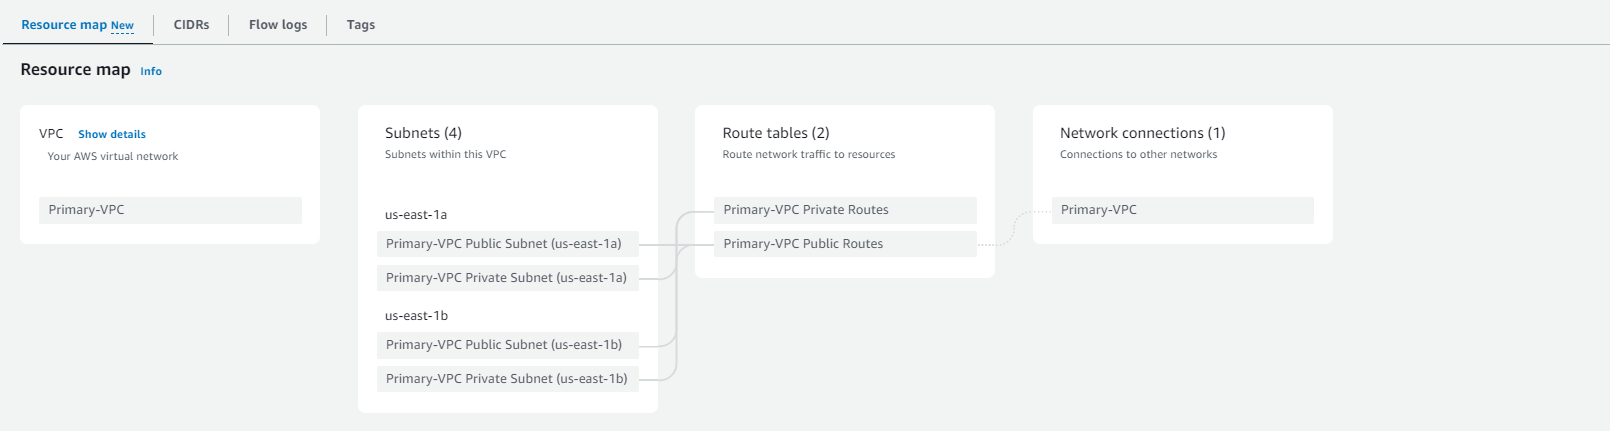 Resource map New
CIDRs
Flow logs
Tags
Resource map Info
VPC Show details
Your AWS virtual network
Primary-VPC
Subnets (4)
Subnets within this VPC
us-east-1a
Primary-VPC Public Subnet (us-east-1a)
Primary-VPC Private Subnet (us-east-1a)
us-east-1b
Primary-VPC Public Subnet (us-east-1b)
Primary-VPC Private Subnet (us-east-1b)
Route tables (2)
Route network traffic to resources
Primary-VPC Private Routes
Primary-VPC Public Routes
Network connections (1)
Connections to other networks
Primary-VPC